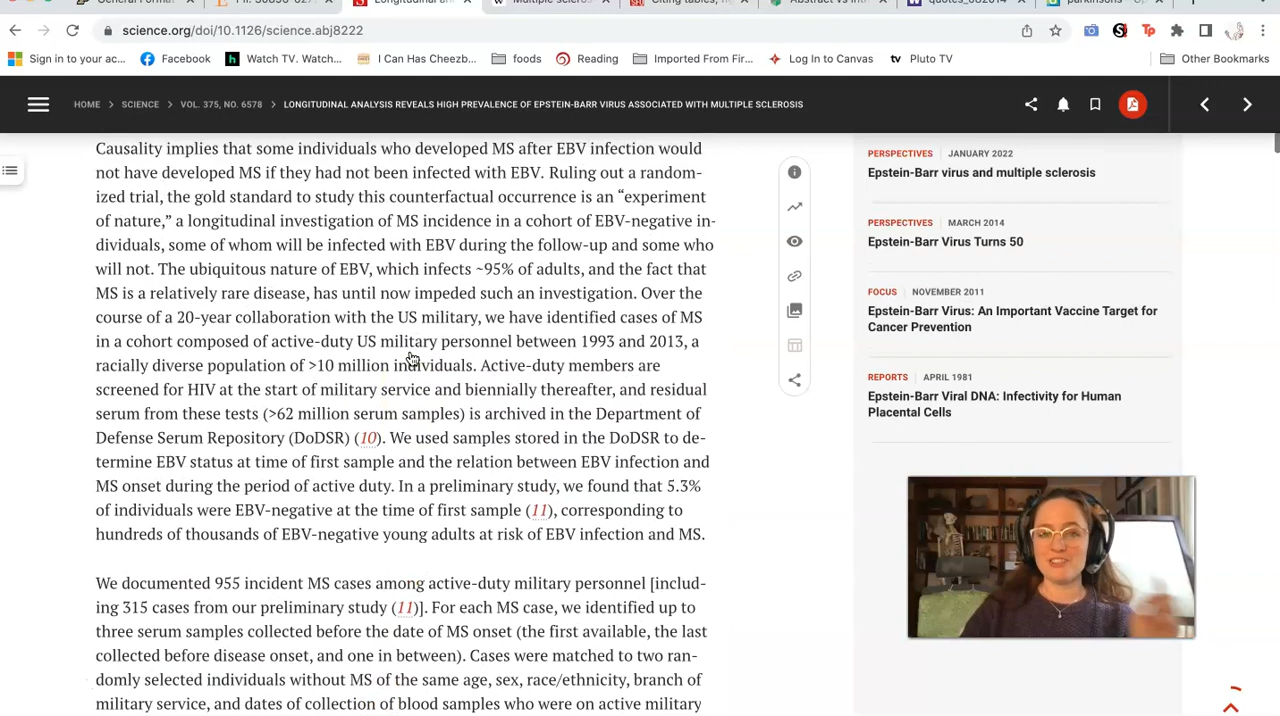 Longitudinal an
Multiple sclerosi
Abstract vs Intr
quotes_082014
parkinsons
science.org/doi/10.1126/science.abj8222
Sign in to your ac...
Facebook
Watch TV. Watch...
I Can Has Cheezb...
foods
Reading
Imported From Fir...
Log In to Canvas
Pluto TV
Other Bookmarks
HOME > SCIENCE > VOL. 375, NO. 6578 > LONGITUDINAL ANALYSIS REVEALS HIGH PREVALENCE OF EPSTEIN-BARR VIRUS ASSOCIATED WITH MULTIPLE SCLEROSIS
Causality implies that some individuals who developed MS after EBV infection would
not have developed MS if they had not been infected with EBV. Ruling out a random-
ized trial, the gold standard to study this counterfactual occurrence is an “experiment
of nature,” a longitudinal investigation of MS incidence in a cohort of EBV-negative in-
dividuals, some of whom will be infected with EBV during the follow-up and some who
will not. The ubiquitous nature of EBV, which infects ~95% of adults, and the fact that
MS is a relatively rare disease, has until now impeded such an investigation. Over the
course of a 20-year collaboration with the US military, we have identified cases of MS
in a cohort composed of active-duty US military personnel between 1993 and 2013, a
racially diverse population of >10 million individuals. Active-duty members are
screened for HIV at the start of military service and biennially thereafter, and residual
serum from these tests (>62 million serum samples) is archived in the Department of
Defense Serum Repository (DoDSR) (10). We used samples stored in the DoDSR to de-
termine EBV status at time of first sample and the relation between EBV infection and
MS onset during the period of active duty. In a preliminary study, we found that 5.3%
of individuals were EBV-negative at the time of first sample (11), corresponding to
hundreds of thousands of EBV-negative young adults at risk of EBV infection and MS.
We documented 955 incident MS cases among active-duty military personnel [includ-
ing 315 cases from our preliminary study (11)]. For each MS case, we identified up to
three serum samples collected before the date of MS onset (the first available, the last
collected before disease onset, and one in between). Cases were matched to two ran-
domly selected individuals without MS of the same age, sex, race/ethnicity, branch of
military service, and dates of collection of blood samples who were on active military
PERSPECTIVES JANUARY 2022
Epstein-Barr virus and multiple sclerosis
PERSPECTIVES MARCH 2014
Epstein-Barr Virus Turns 50
FOCUS NOVEMBER 2011
Epstein-Barr Virus: An Important Vaccine Target for
Cancer Prevention
REPORTS APRIL 1981
Epstein-Barr Viral DNA: Infectivity for Human
Placental Cells